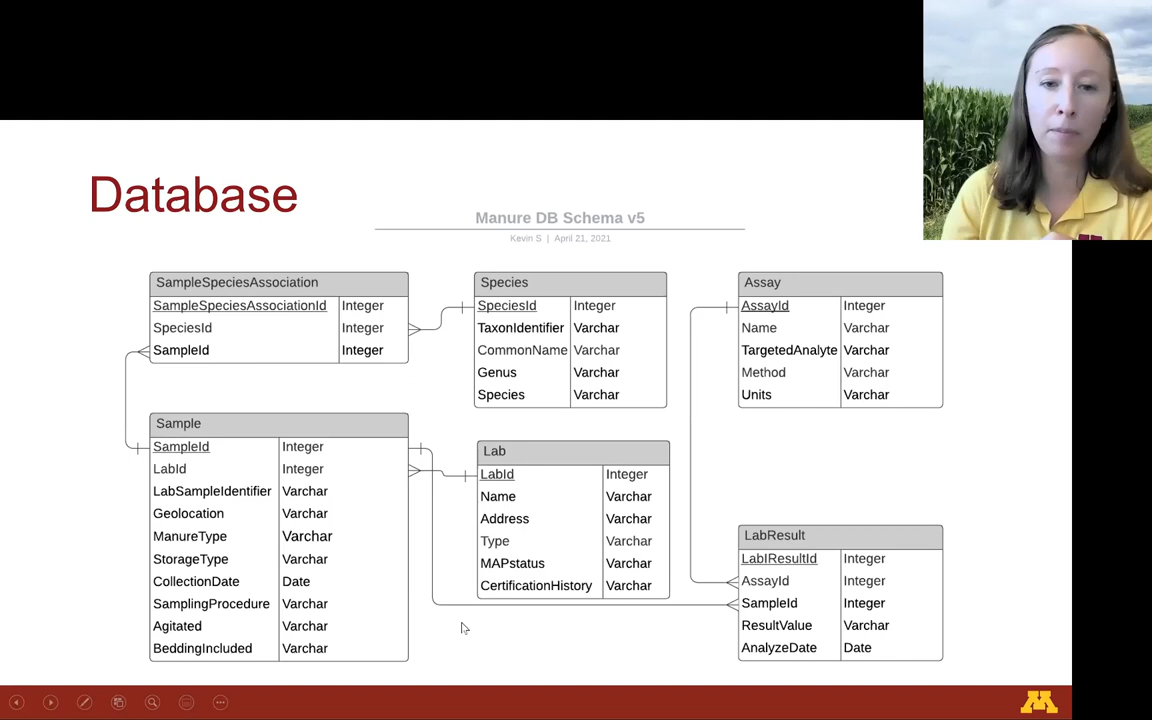 Database
Manure DB Schema v5
Kevin S | April 21, 2021
SampleSpeciesAssociation
SampleSpeciesAssociationId Integer
SpeciesId Integer
SampleId Integer
Species
SpeciesId Integer
TaxonIdentifier Varchar
CommonName Varchar
Genus Varchar
Species Varchar
Assay
AssayId Integer
Name Varchar
TargetedAnalyte Varchar
Method Varchar
Units Varchar
Sample
SampleId Integer
LabId Integer
LabSampleIdentifier Varchar
Geolocation Varchar
ManureType Varchar
StorageType Varchar
CollectionDate Date
SamplingProcedure Varchar
Agitated Varchar
BeddingIncluded Varchar
Lab
LabId Integer
Name Varchar
Address Varchar
Type Varchar
MAPstatus Varchar
CertificationHistory Varchar
LabResult
LablResultId Integer
AssayId Integer
SampleId Integer
ResultValue Varchar
AnalyzeDate Date
M